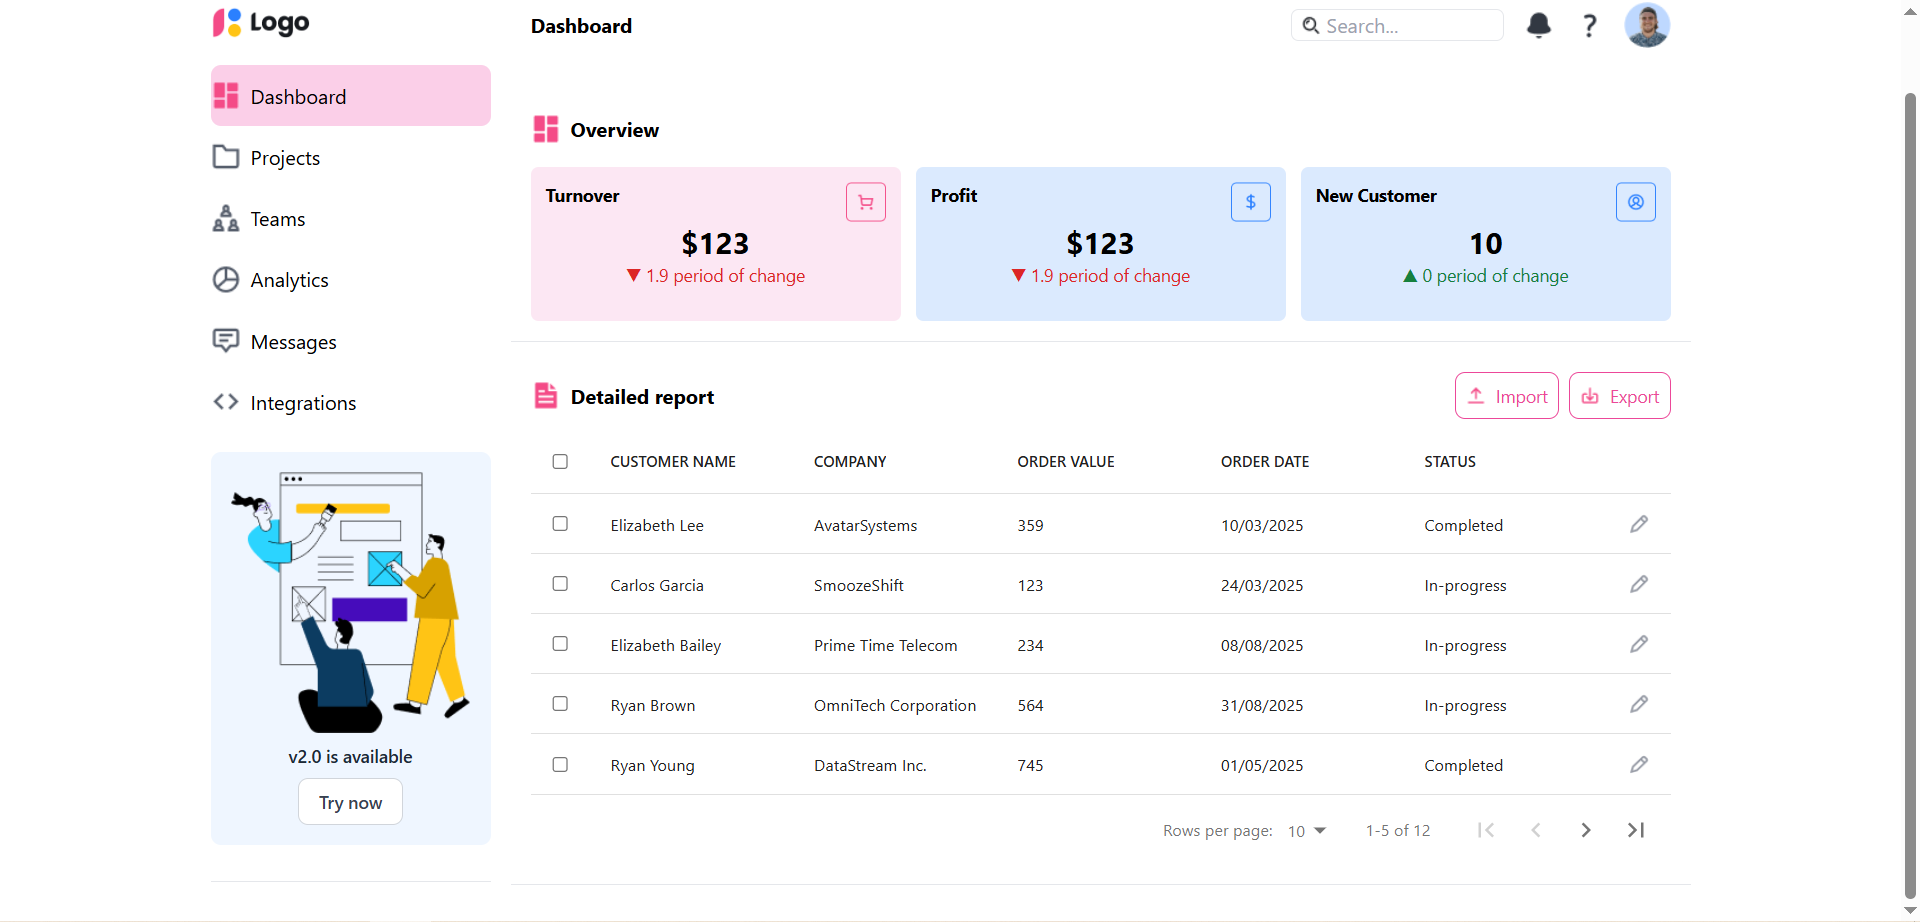 Logo
Dashboard
Search...
?
Dashboard
Projects
Teams
Analytics
Messages
Integrations
v2.0 is available
Try now
Overview
Turnover
$123
▼ 1.9 period of change
Profit
$
$123
▼ 1.9 period of change
New Customer
10
▲ 0 period of change
Detailed report
Import
Export
CUSTOMER NAME COMPANY ORDER VALUE ORDER DATE STATUS
Elizabeth Lee AvatarSystems 359 10/03/2025 Completed
Carlos Garcia SmoozeShift 123 24/03/2025 In-progress
Elizabeth Bailey Prime Time Telecom 234 08/08/2025 In-progress
Ryan Brown OmniTech Corporation 564 31/08/2025 In-progress
Ryan Young DataStream Inc. 745 01/05/2025 Completed
Rows per page: 10 1-5 of 12